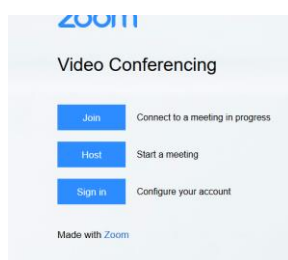 zoom
Video Conferencing
Join Connect to a meeting in progress
Host Start a meeting
Sign in Configure your account
Made with Zoom